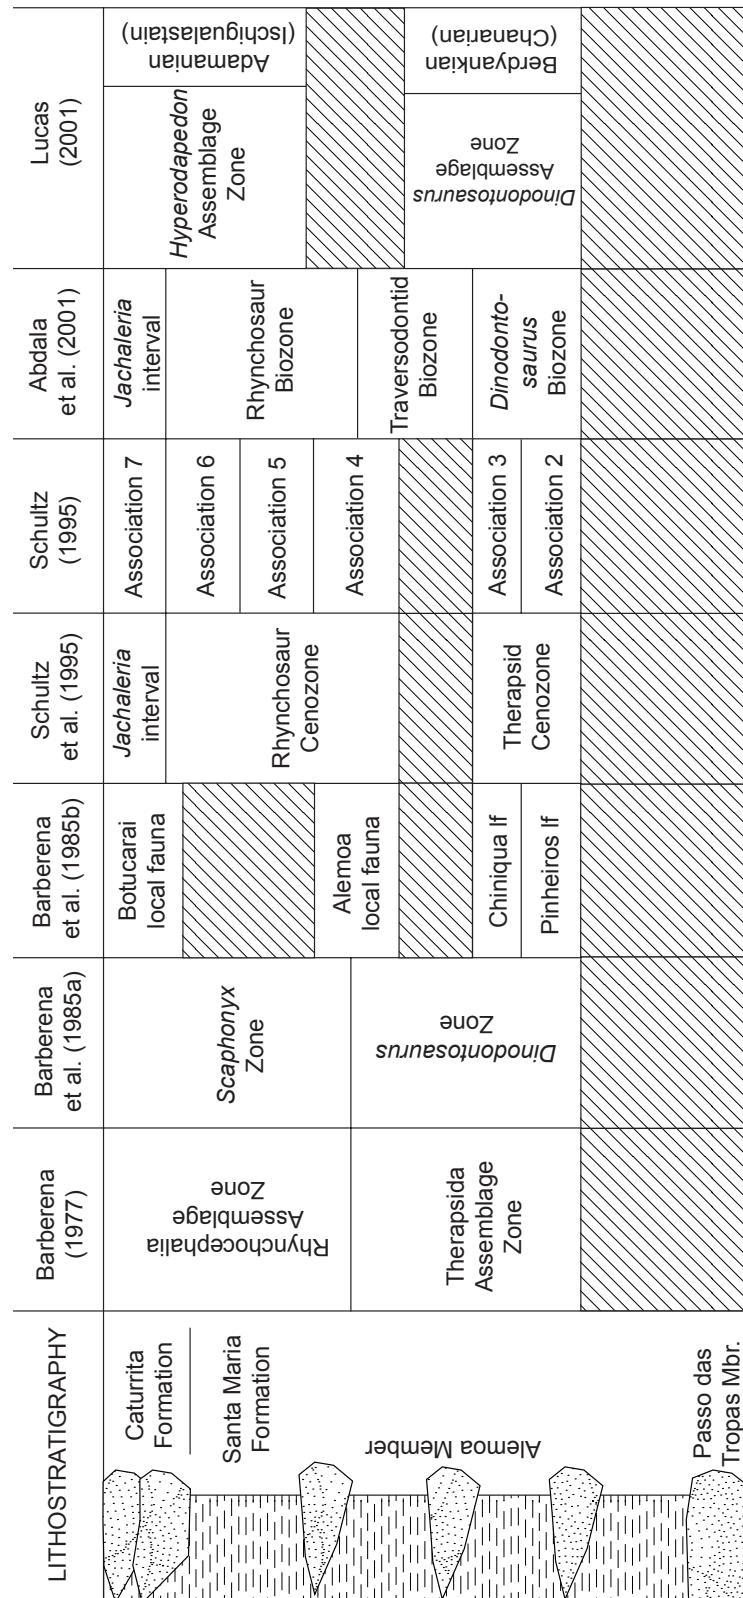 LITHOSTRATIGRAPHY
Caturrita
Formation
Santa Maria
Formation
Alemoa Member
Passo das
Tropas Mbr.
Barberena
(1977)
Rhynchocephalia
Assemblage
Zone
Therapsida
Assemblage
Zone
Barberena
et al. (1985a)
Scaphonyx
Zone
Dinodontosaurus
Zone
Barberena
et al. (1985b)
Botucarai
local fauna
Alemoa
local fauna
Chiniqua lf
Pinheiros lf
Schultz
et al. (1995)
Jachaleria
interval
Rhynchosaur
Cenozone
Therapsid
Cenozone
Schultz
(1995)
Association 7
Association 6
Association 5
Association 4
Association 3
Association 2
Abdala
et al. (2001)
Jachaleria
interval
Rhynchosaur
Biozone
Traversodontid
Biozone
Dinodonto-
saurus
Biozone
Lucas
(2001)
Hyperodapedon
Assemblage
Zone
Adamanian
(Ischigualastain)
Dinodontosaurus
Assemblage
Zone
Berdyankian
(Chanarian)